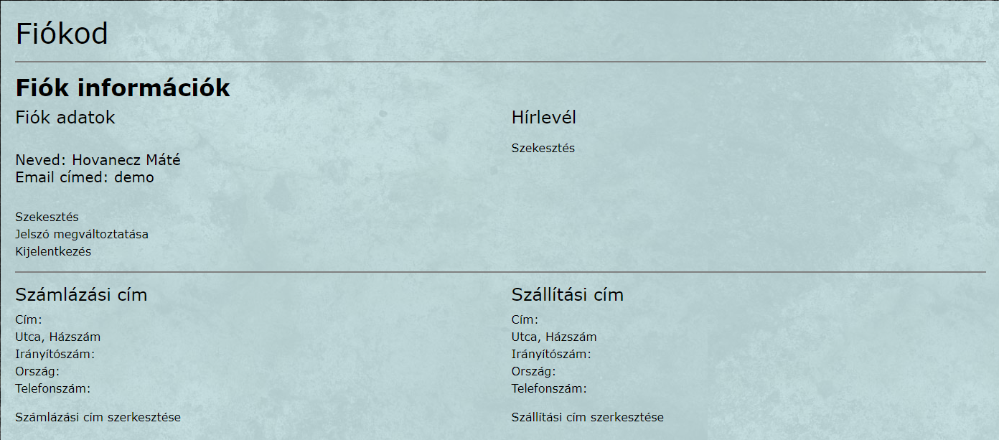 Fiókod
Fiók információk
Fiók adatok
Neved: Hovanecz Máté
Email címed: demo
Szekesztés
Jelszó megváltoztatása
Kijelentkezés
Hírlevél
Szekesztés
Számlázási cím
Cím:
Utca, Házszám
Irányítószám:
Ország:
Telefonszám:
Számlázási cím szerkesztése
Szállítási cím
Cím:
Utca, Házszám
Irányítószám:
Ország:
Telefonszám:
Szállítási cím szerkesztése